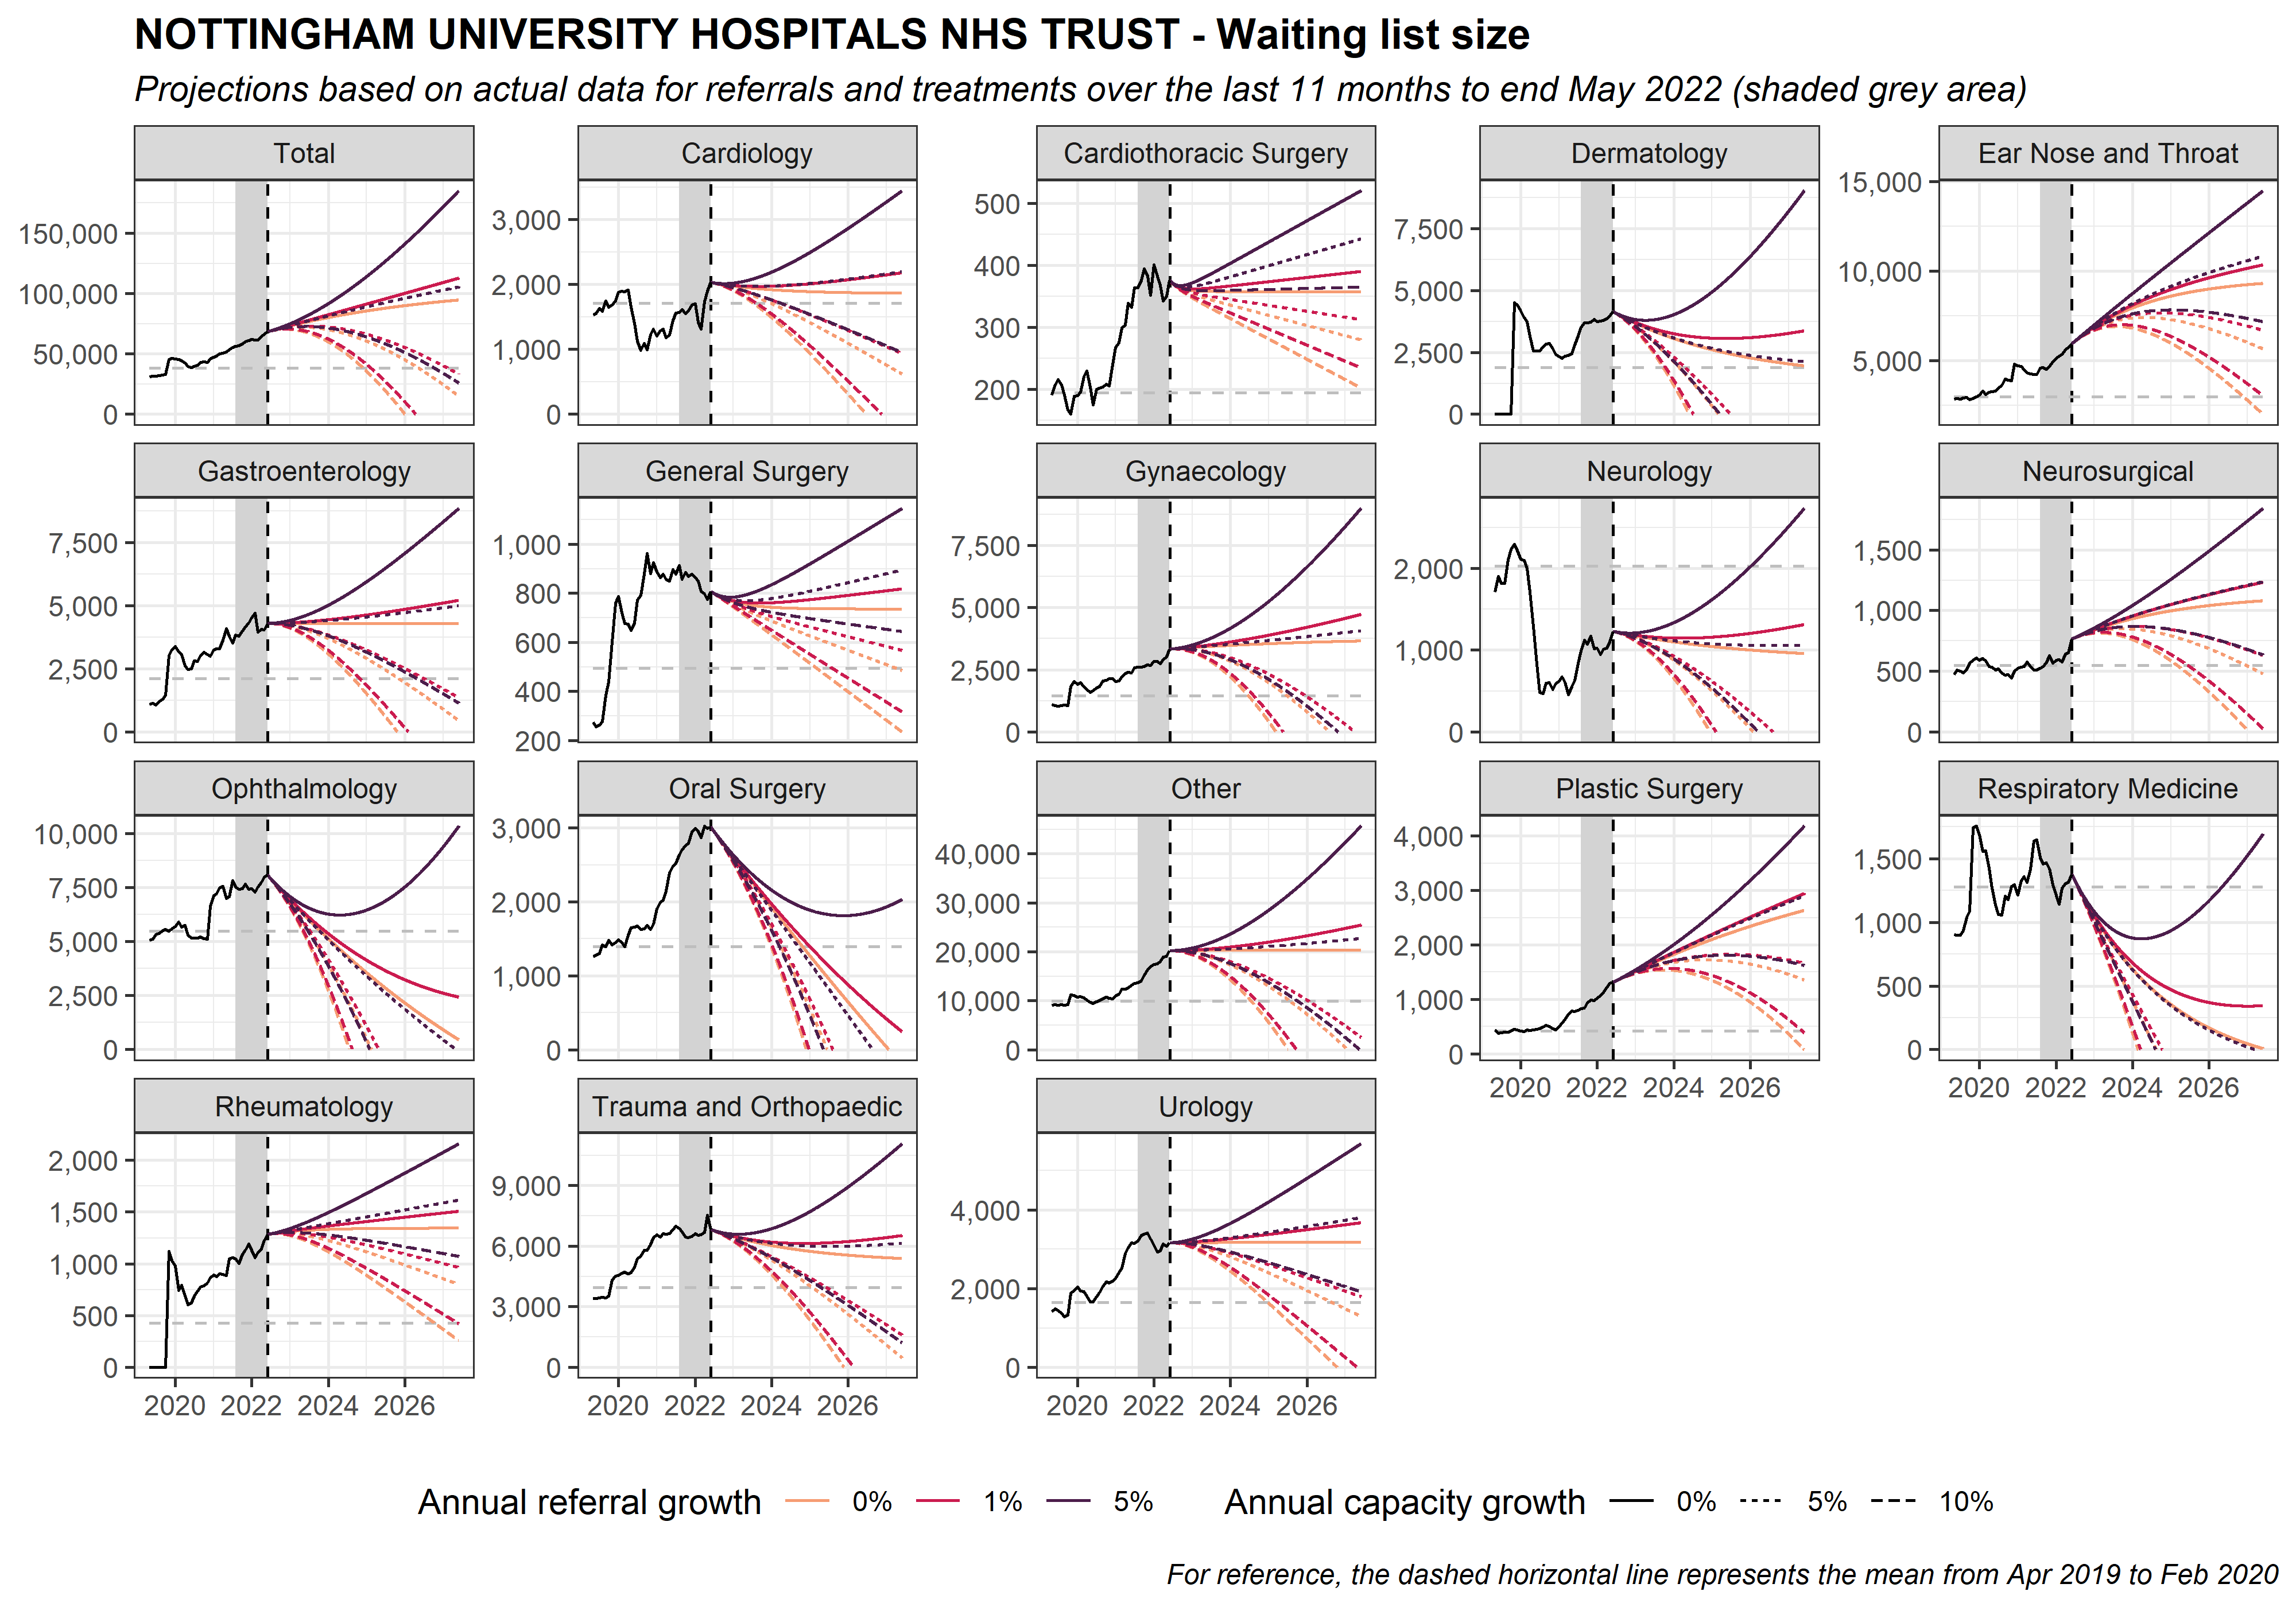 NOTTINGHAM UNIVERSITY HOSPITALS NHS TRUST - Waiting list size
Projections based on actual data for referrals and treatments over the last 11 months to end May 2022 (shaded grey area)
Total
Cardiology
Cardiothoracic Surgery
Dermatology
Ear Nose and Throat
150,000
100,000
50,000
0
3,000
2,000
1,000
0
500
400
300
200
7,500
5,000
2,500
0
15,000
10,000
5,000
Gastroenterology
General Surgery
Gynaecology
Neurology
Neurosurgical
7,500
5,000
2,500
0
1,000
800
600
400
200
7,500
5,000
2,500
0
2,000
1,000
0
1,500
1,000
500
0
Ophthalmology
Oral Surgery
Other
Plastic Surgery
Respiratory Medicine
10,000
7,500
5,000
2,500
0
3,000
2,000
1,000
0
40,000
30,000
20,000
10,000
0
4,000
3,000
2,000
1,000
0
1,500
1,000
500
0
2020 2022 2024 2026
2020 2022 2024 2026
Rheumatology
Trauma and Orthopaedic
Urology
2,000
1,500
1,000
500
0
9,000
6,000
3,000
0
4,000
2,000
0
2020 2022 2024 2026
2020 2022 2024 2026
2020 2022 2024 2026
Annual referral growth 0% 1% 5% Annual capacity growth 0% 5% 10%
For reference, the dashed horizontal line represents the mean from Apr 2019 to Feb 2020